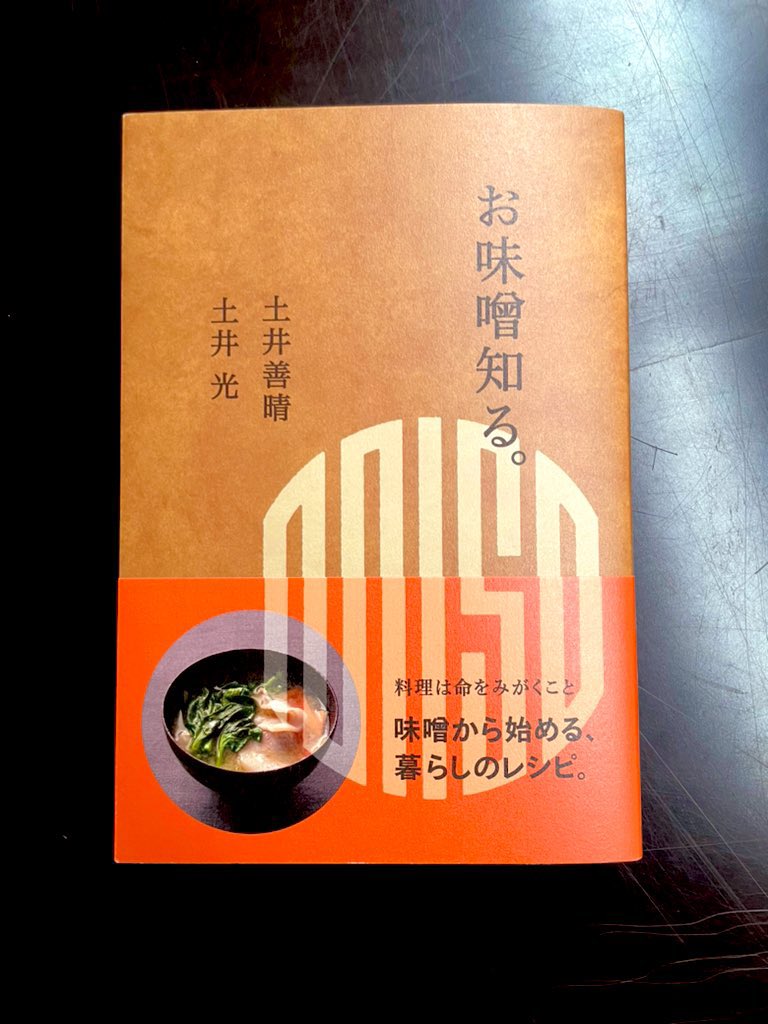 お味噌知る。
土井善晴
土井 光
OMISO
料理は命をみがくこと
味噌から始める、
暮らしのレシピ。